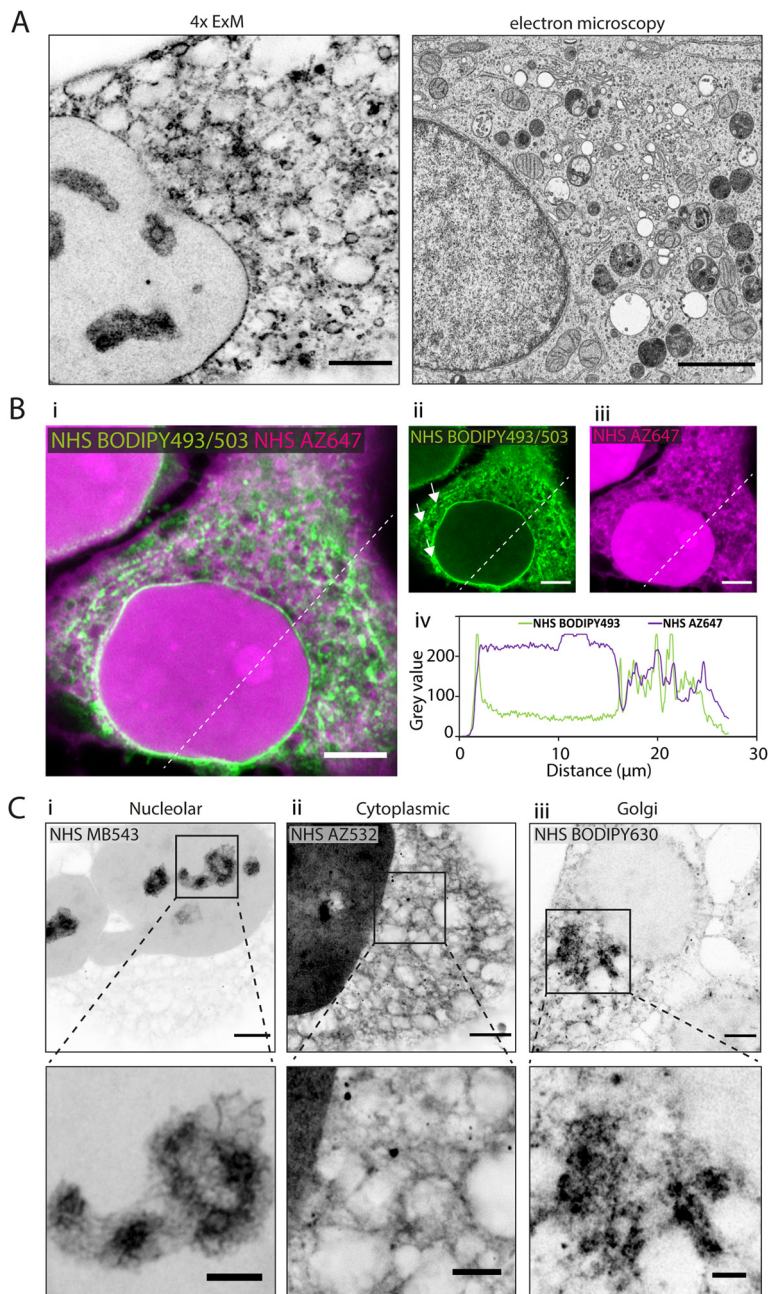 A
4x ExM
electron microscopy
B
i
NHS BODIPY493/503 NHS AZ647
ii
NHS BODIPY493/503
iii
NHS AZ647
iv
NHS BODIPY493
NHS AZ647
Grey value
200
100
0
0
10
20
30
Distance (µm)
C
i
Nucleolar
NHS MB543
ii
Cytoplasmic
NHS AZ532
iii
Golgi
NHS BODIPY630